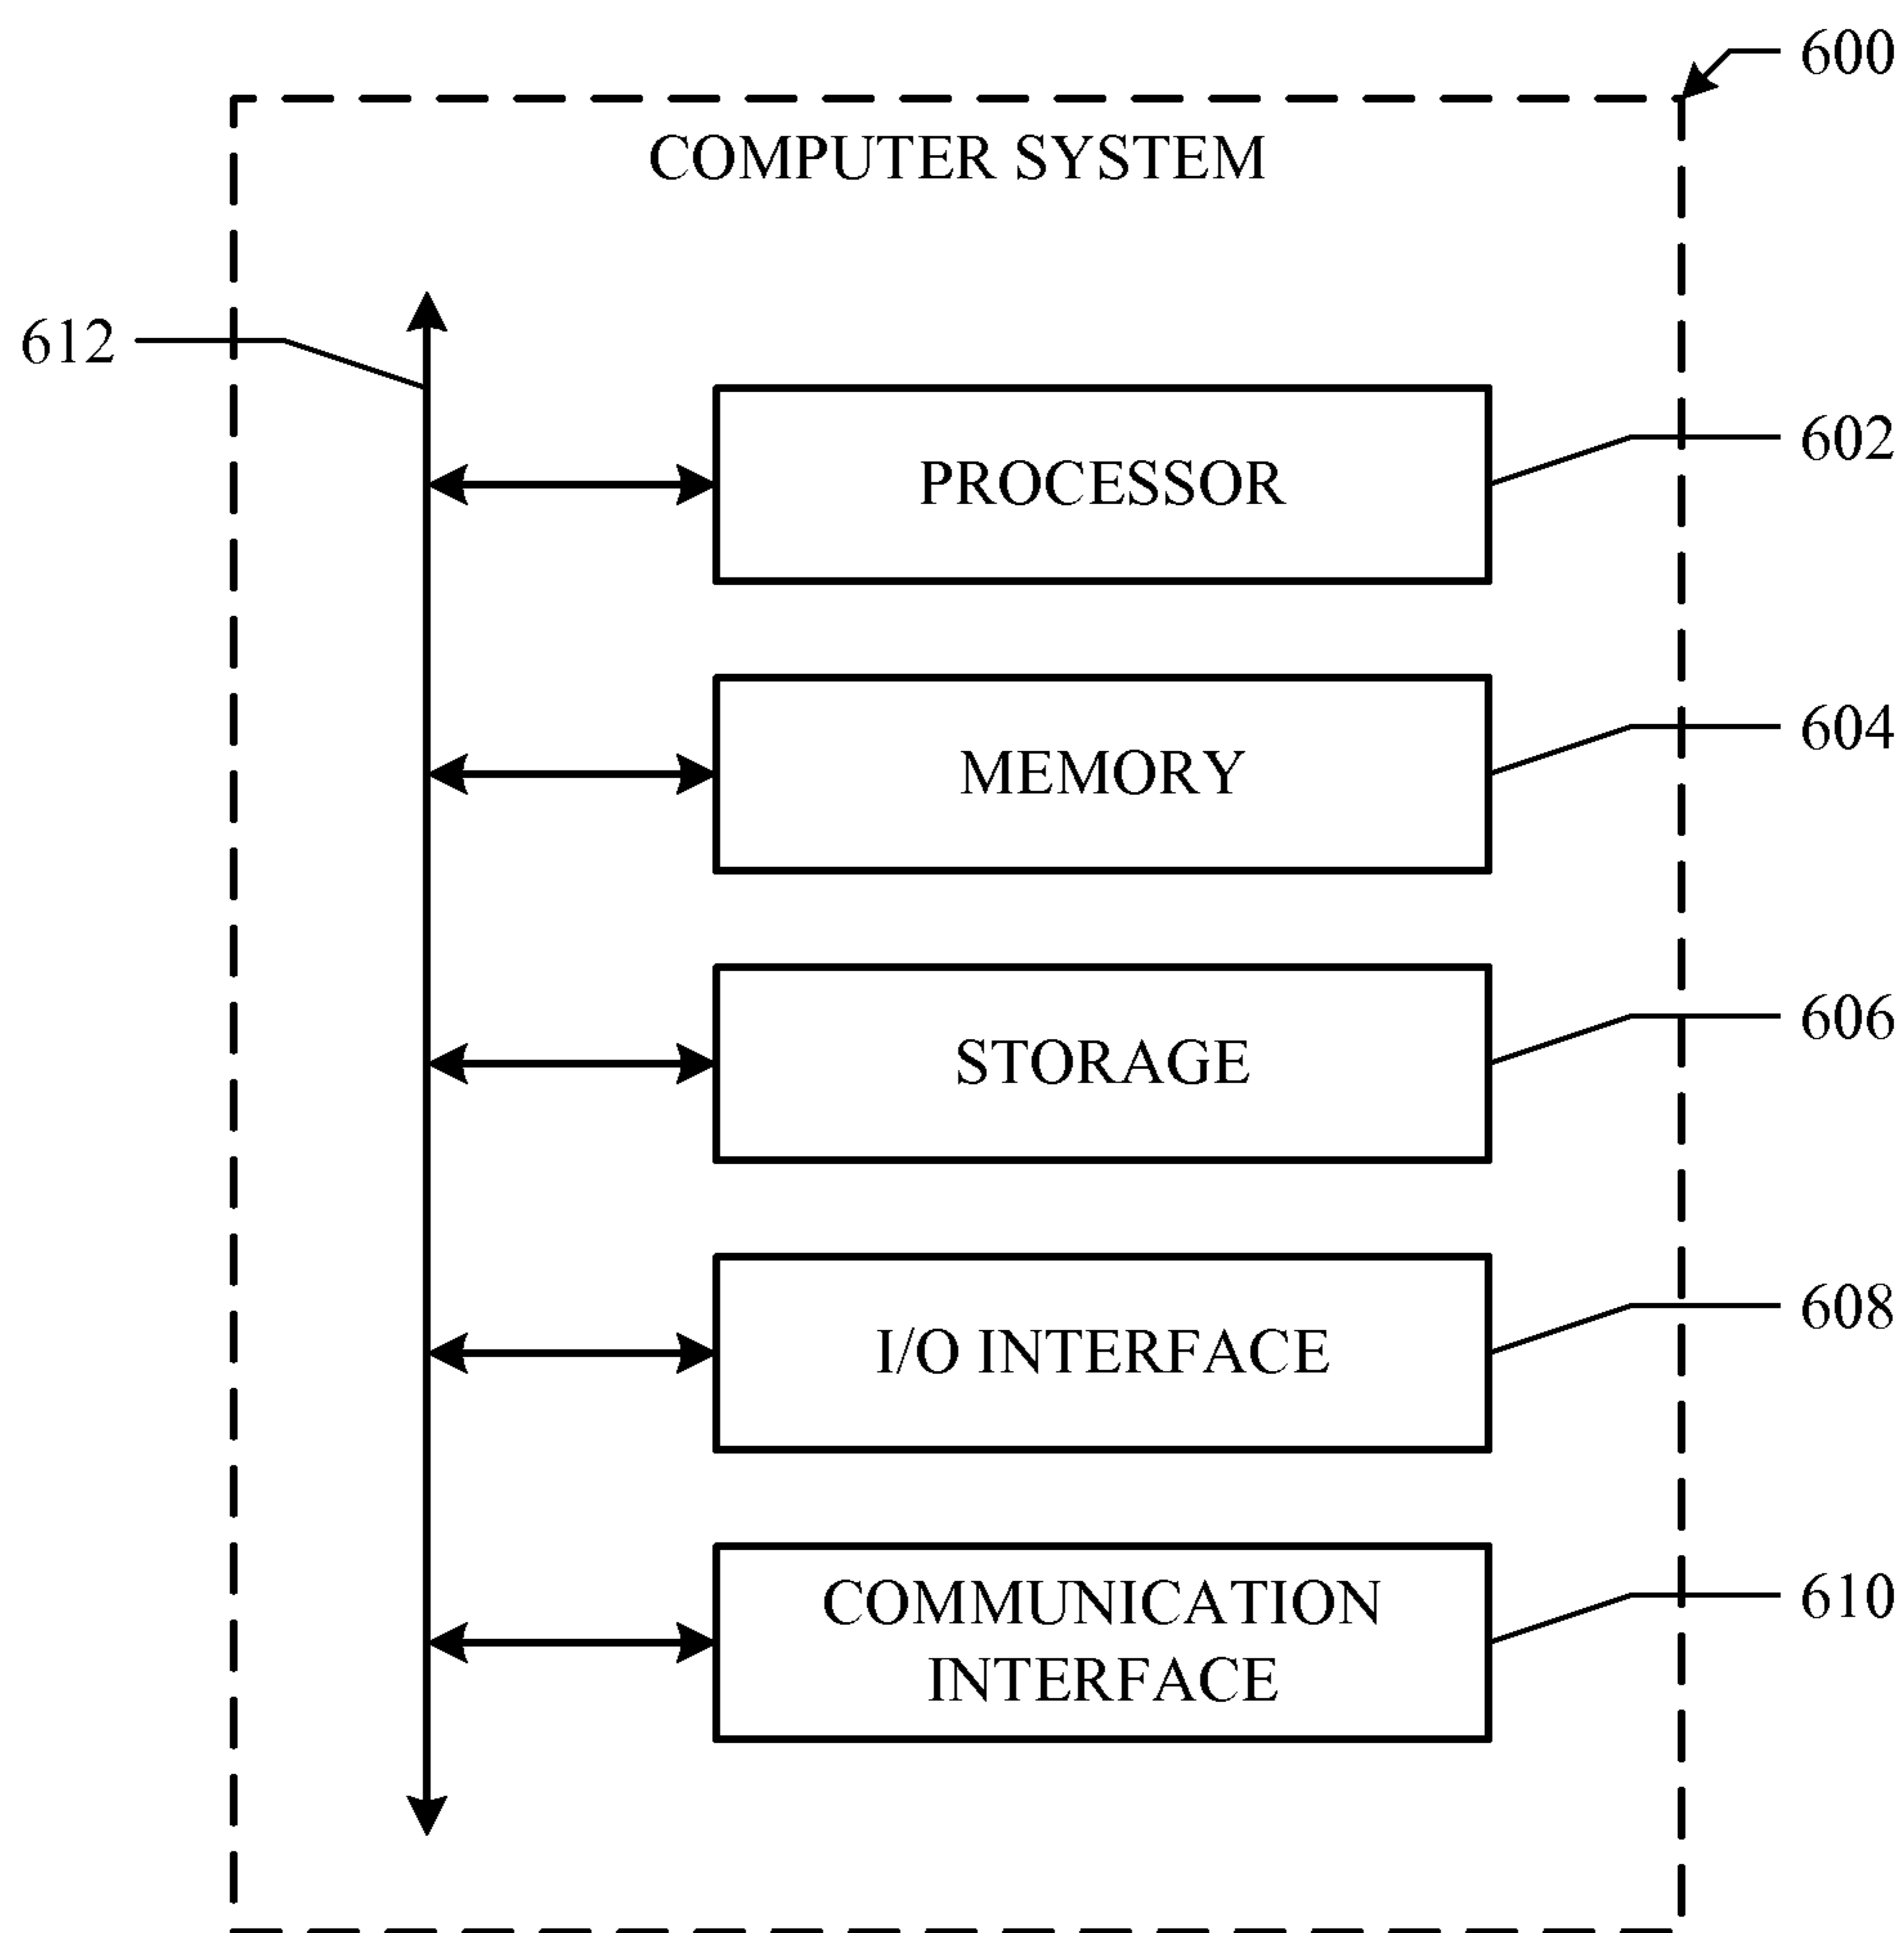 600
COMPUTER SYSTEM
612
PROCESSOR
602
MEMORY
604
STORAGE
606
I/O INTERFACE
608
COMMUNICATION
INTERFACE
610